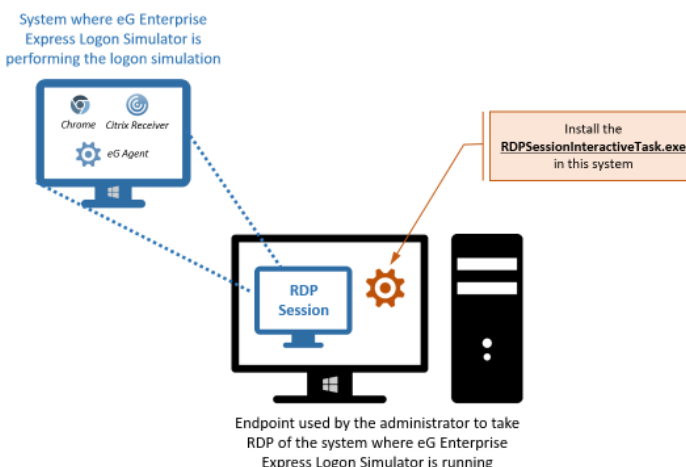 System where eG Enterprise
Express Logon Simulator is
performing the logon simulation
Chrome Citrix Receiver
eG Agent
Install the
RDPSessionInteractiveTask.exe
in this system
RDP
Session
Endpoint used by the administrator to take
RDP of the system where eG Enterprise
Express Logon Simulator is running